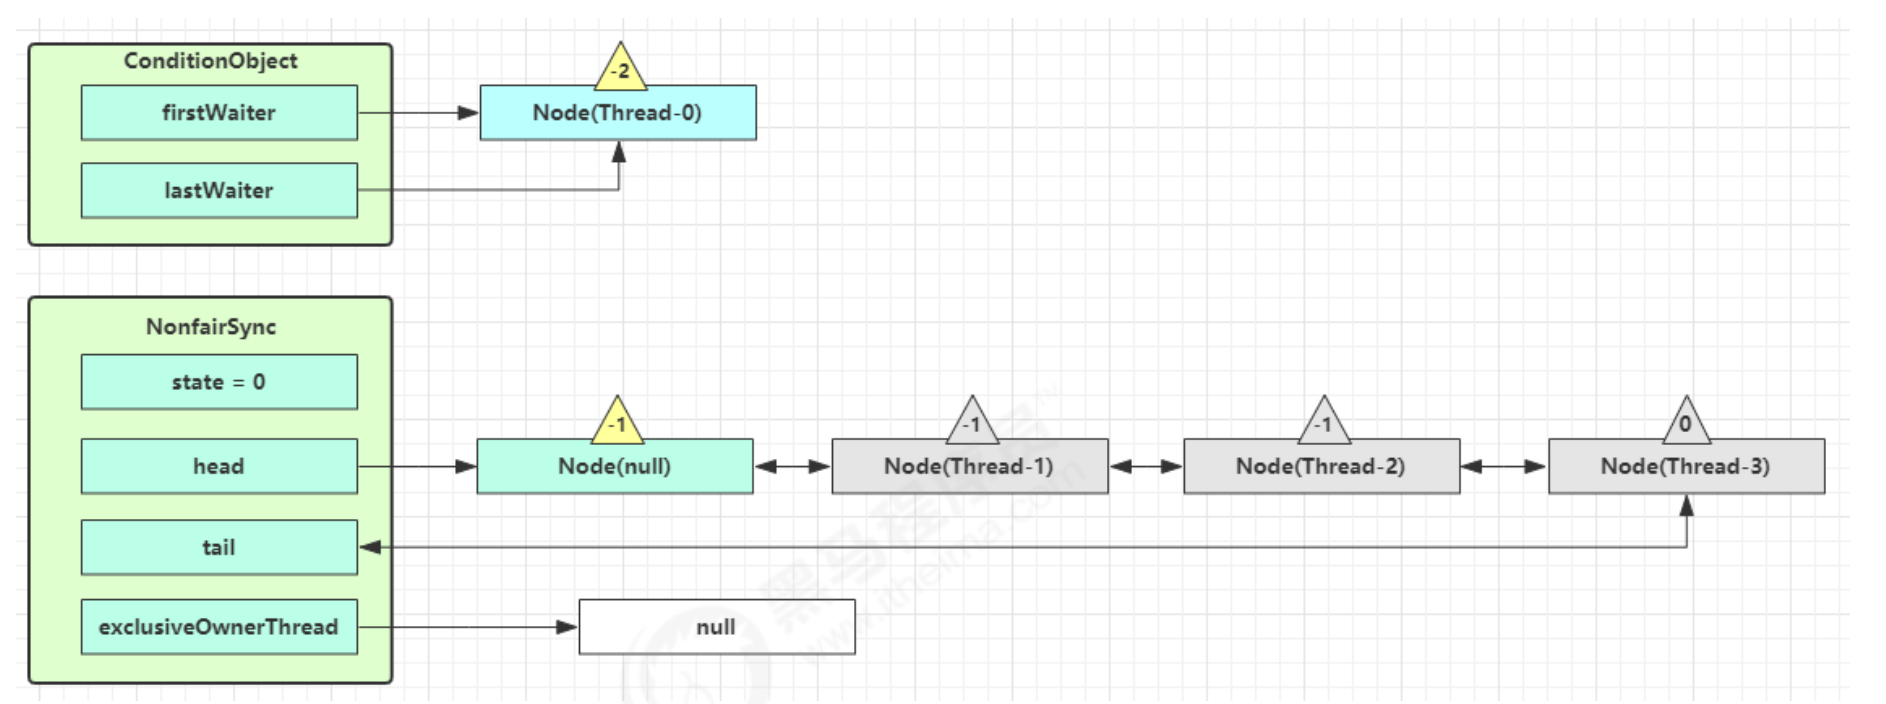 ConditionObject
-2
firstWaiter
Node(Thread-0)
lastWaiter
NonfairSync
state = 0
-1
-1
-1
0
head
Node(null)
Node(Thread-1)
Node(Thread-2)
Node(Thread-3)
tail
exclusiveOwnerThread
null
黑马程序员
www.itheima.com